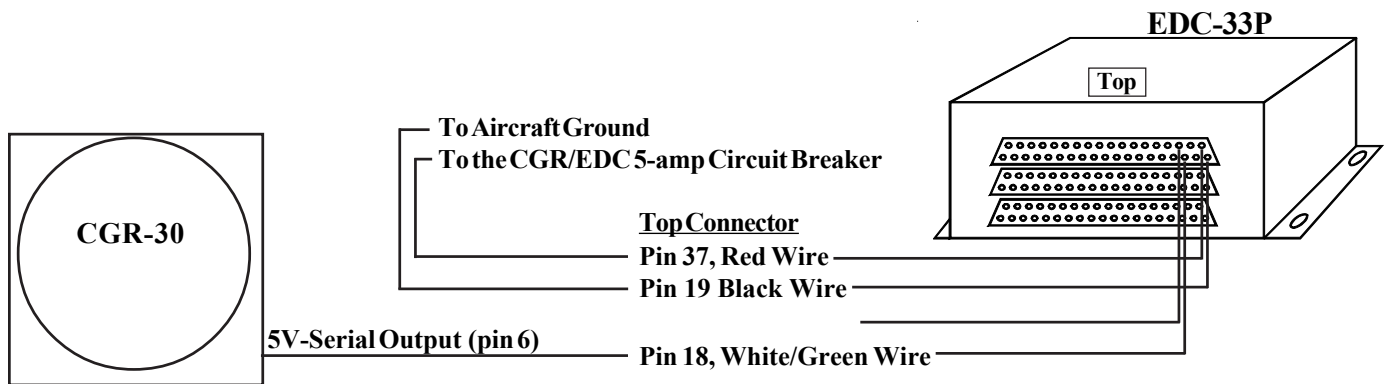 EDC-33P
Top
To Aircraft Ground
To the CGR/EDC 5-amp Circuit Breaker
CGR-30
Top Connector
Pin 37, Red Wire
Pin 19 Black Wire
5V-Serial Output (pin 6)
Pin 18, White/Green Wire